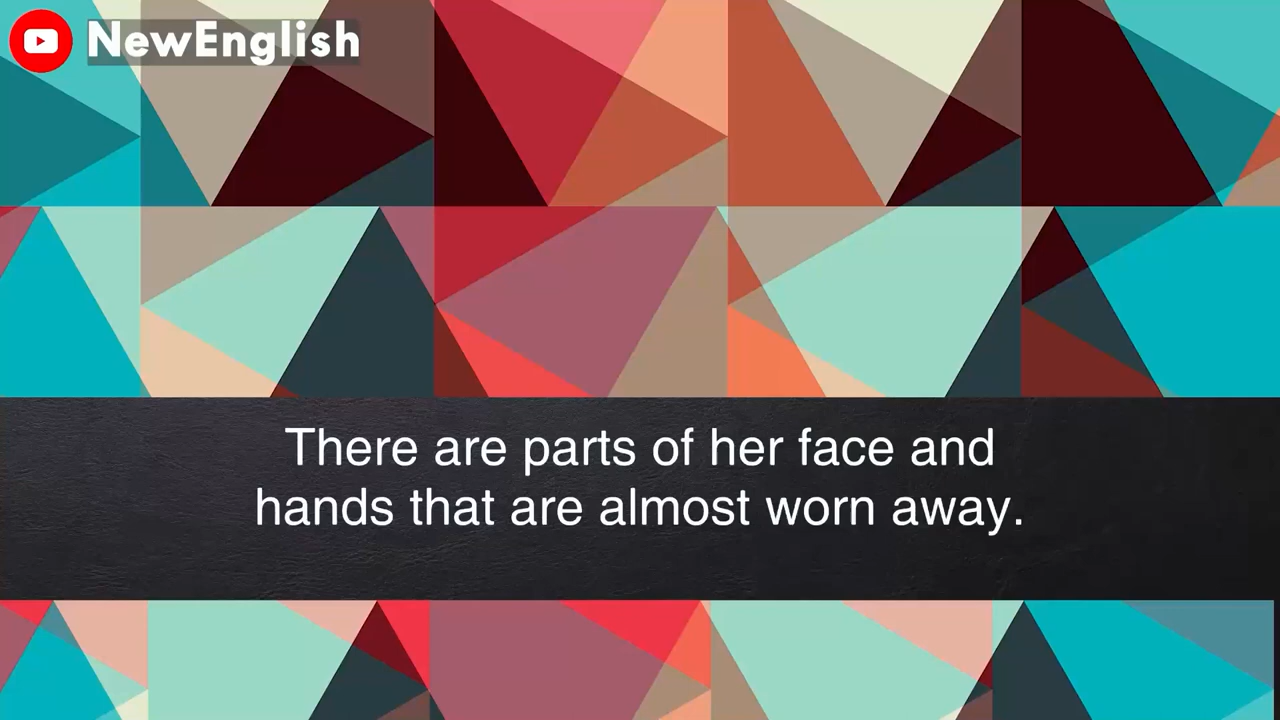 NewEnglish
There are parts of her face and
hands that are almost worn away.